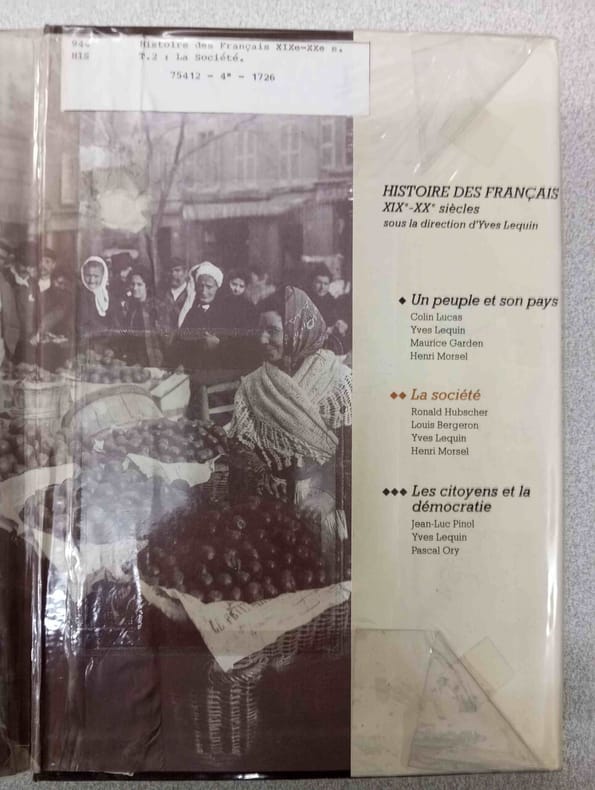 944 Histoire des Français XIXe-XXe s.
HIS T.2 : La Société.
75412 - 4e - 1726
HISTOIRE DES FRANÇAIS
XIXe-XXe siècles
sous la direction d'Yves Lequin
◆ Un peuple et son pays
Colin Lucas
Yves Lequin
Maurice Garden
Henri Morsel
◆◆ La société
Ronald Hubscher
Louis Bergeron
Yves Lequin
Henri Morsel
◆◆◆ Les citoyens et la
démocratie
Jean-Luc Pinol
Yves Lequin
Pascal Ory
LE PETIT